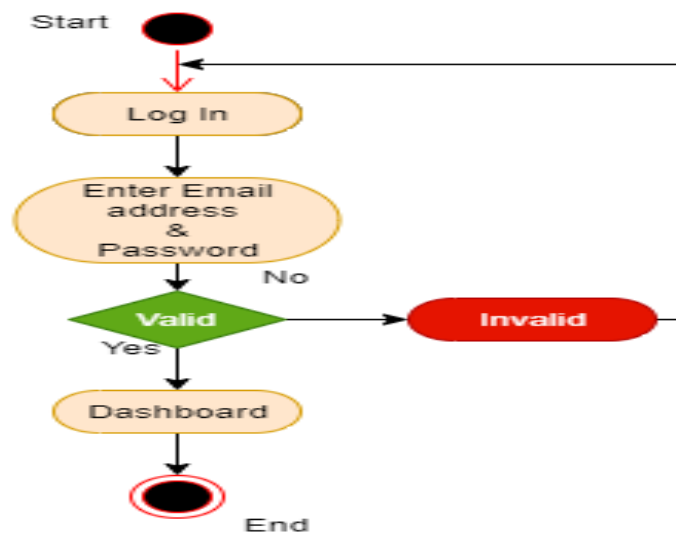 Start
Log In
Enter Email
address
&
Password
No
Valid
Invalid
Yes
Dashboard
End